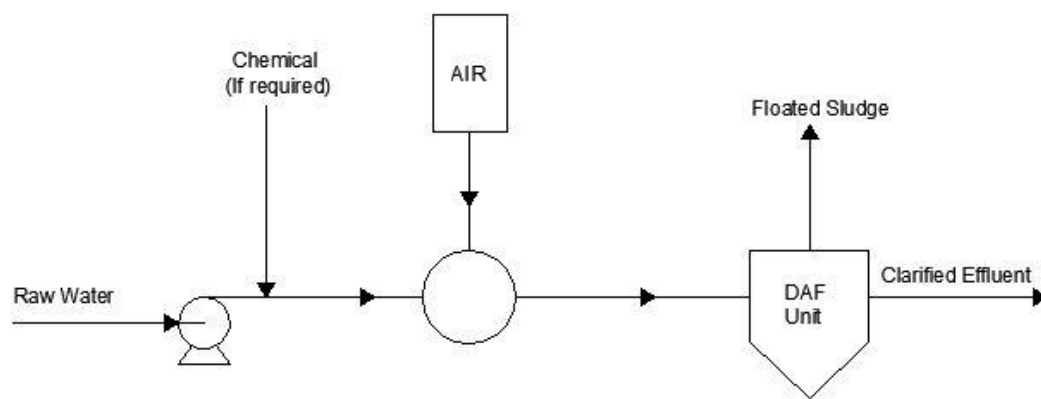 Chemical
(If required)
AIR
Floated Sludge
Raw Water
Clarified Effluent
DAF
Unit